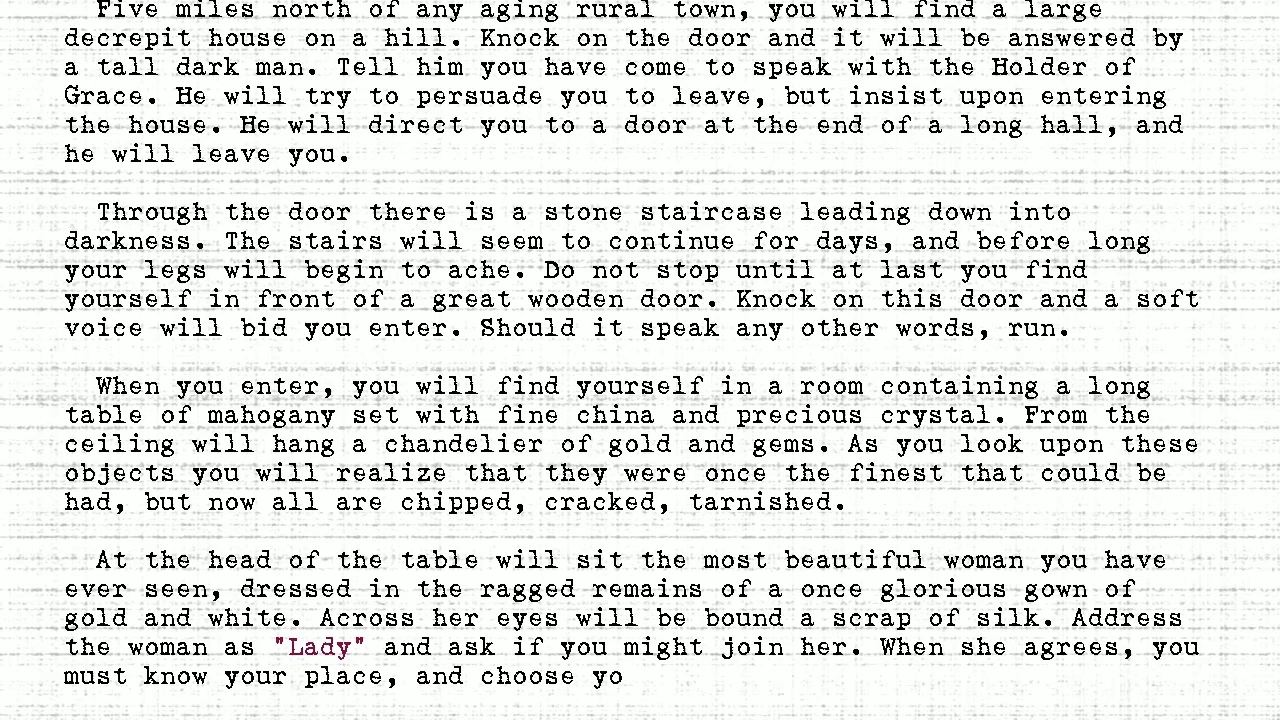 Five miles north of any aging rural town, you will find a large
decrepit house on a hill. Knock on the door and it will be answered by
a tall dark man. Tell him you have come to speak with the Holder of
Grace. He will try to persuade you to leave, but insist upon entering
the house. He will direct you to a door at the end of a long hall, and
he will leave you.
Through the door there is a stone staircase leading down into
darkness. The stairs will seem to continue for days, and before long
your legs will begin to ache. Do not stop until at last you find
yourself in front of a great wooden door. Knock on this door and a soft
voice will bid you enter. Should it speak any other words, run.
When you enter, you will find yourself in a room containing a long
table of mahogany set with fine china and precious crystal. From the
ceiling will hang a chandelier of gold and gems. As you look upon these
objects you will realize that they were once the finest that could be
had, but now all are chipped, cracked, tarnished.
At the head of the table will sit the most beautiful woman you have
ever seen, dressed in the ragged remains of a once glorious gown of
gold and white. Across her eyes will be bound a scrap of silk. Address
the woman as "Lady" and ask if you might join her. When she agrees, you
must know your place, and choose yo